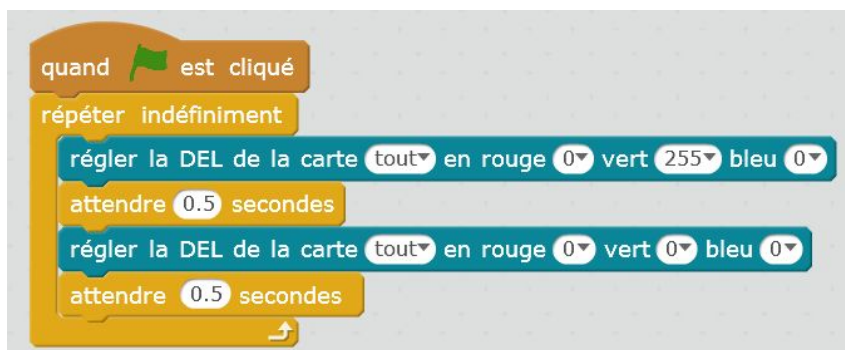 quand est cliqué
répéter indéfiniment
régler la DEL de la carte tout en rouge 0 vert 255 bleu 0
attendre 0.5 secondes
régler la DEL de la carte tout en rouge 0 vert 0 bleu 0
attendre 0.5 secondes